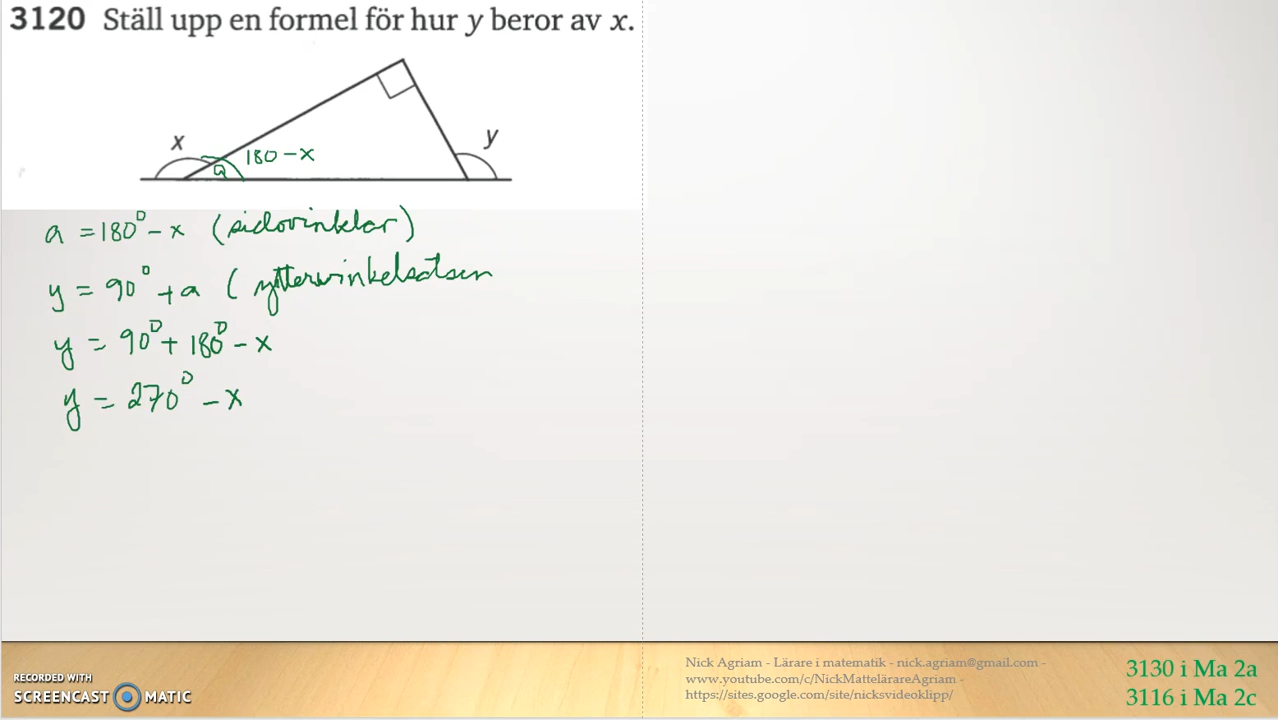 3120 Ställ upp en formel för hur y beror av x.
x
y
180 - x
a
a = 180° - x (sidovinklar)
y = 90° + a (yttervinkelsatsen
y = 90° + 180° - x
y = 270° - x
RECORDED WITH
SCREENCAST MATIC
Nick Agriam - Lärare i matematik - nick.agriam@gmail.com -
www.youtube.com/c/NickMattelärareAgriam -
https://sites.google.com/site/nicksvideoklipp/
3130 i Ma 2a
3116 i Ma 2c